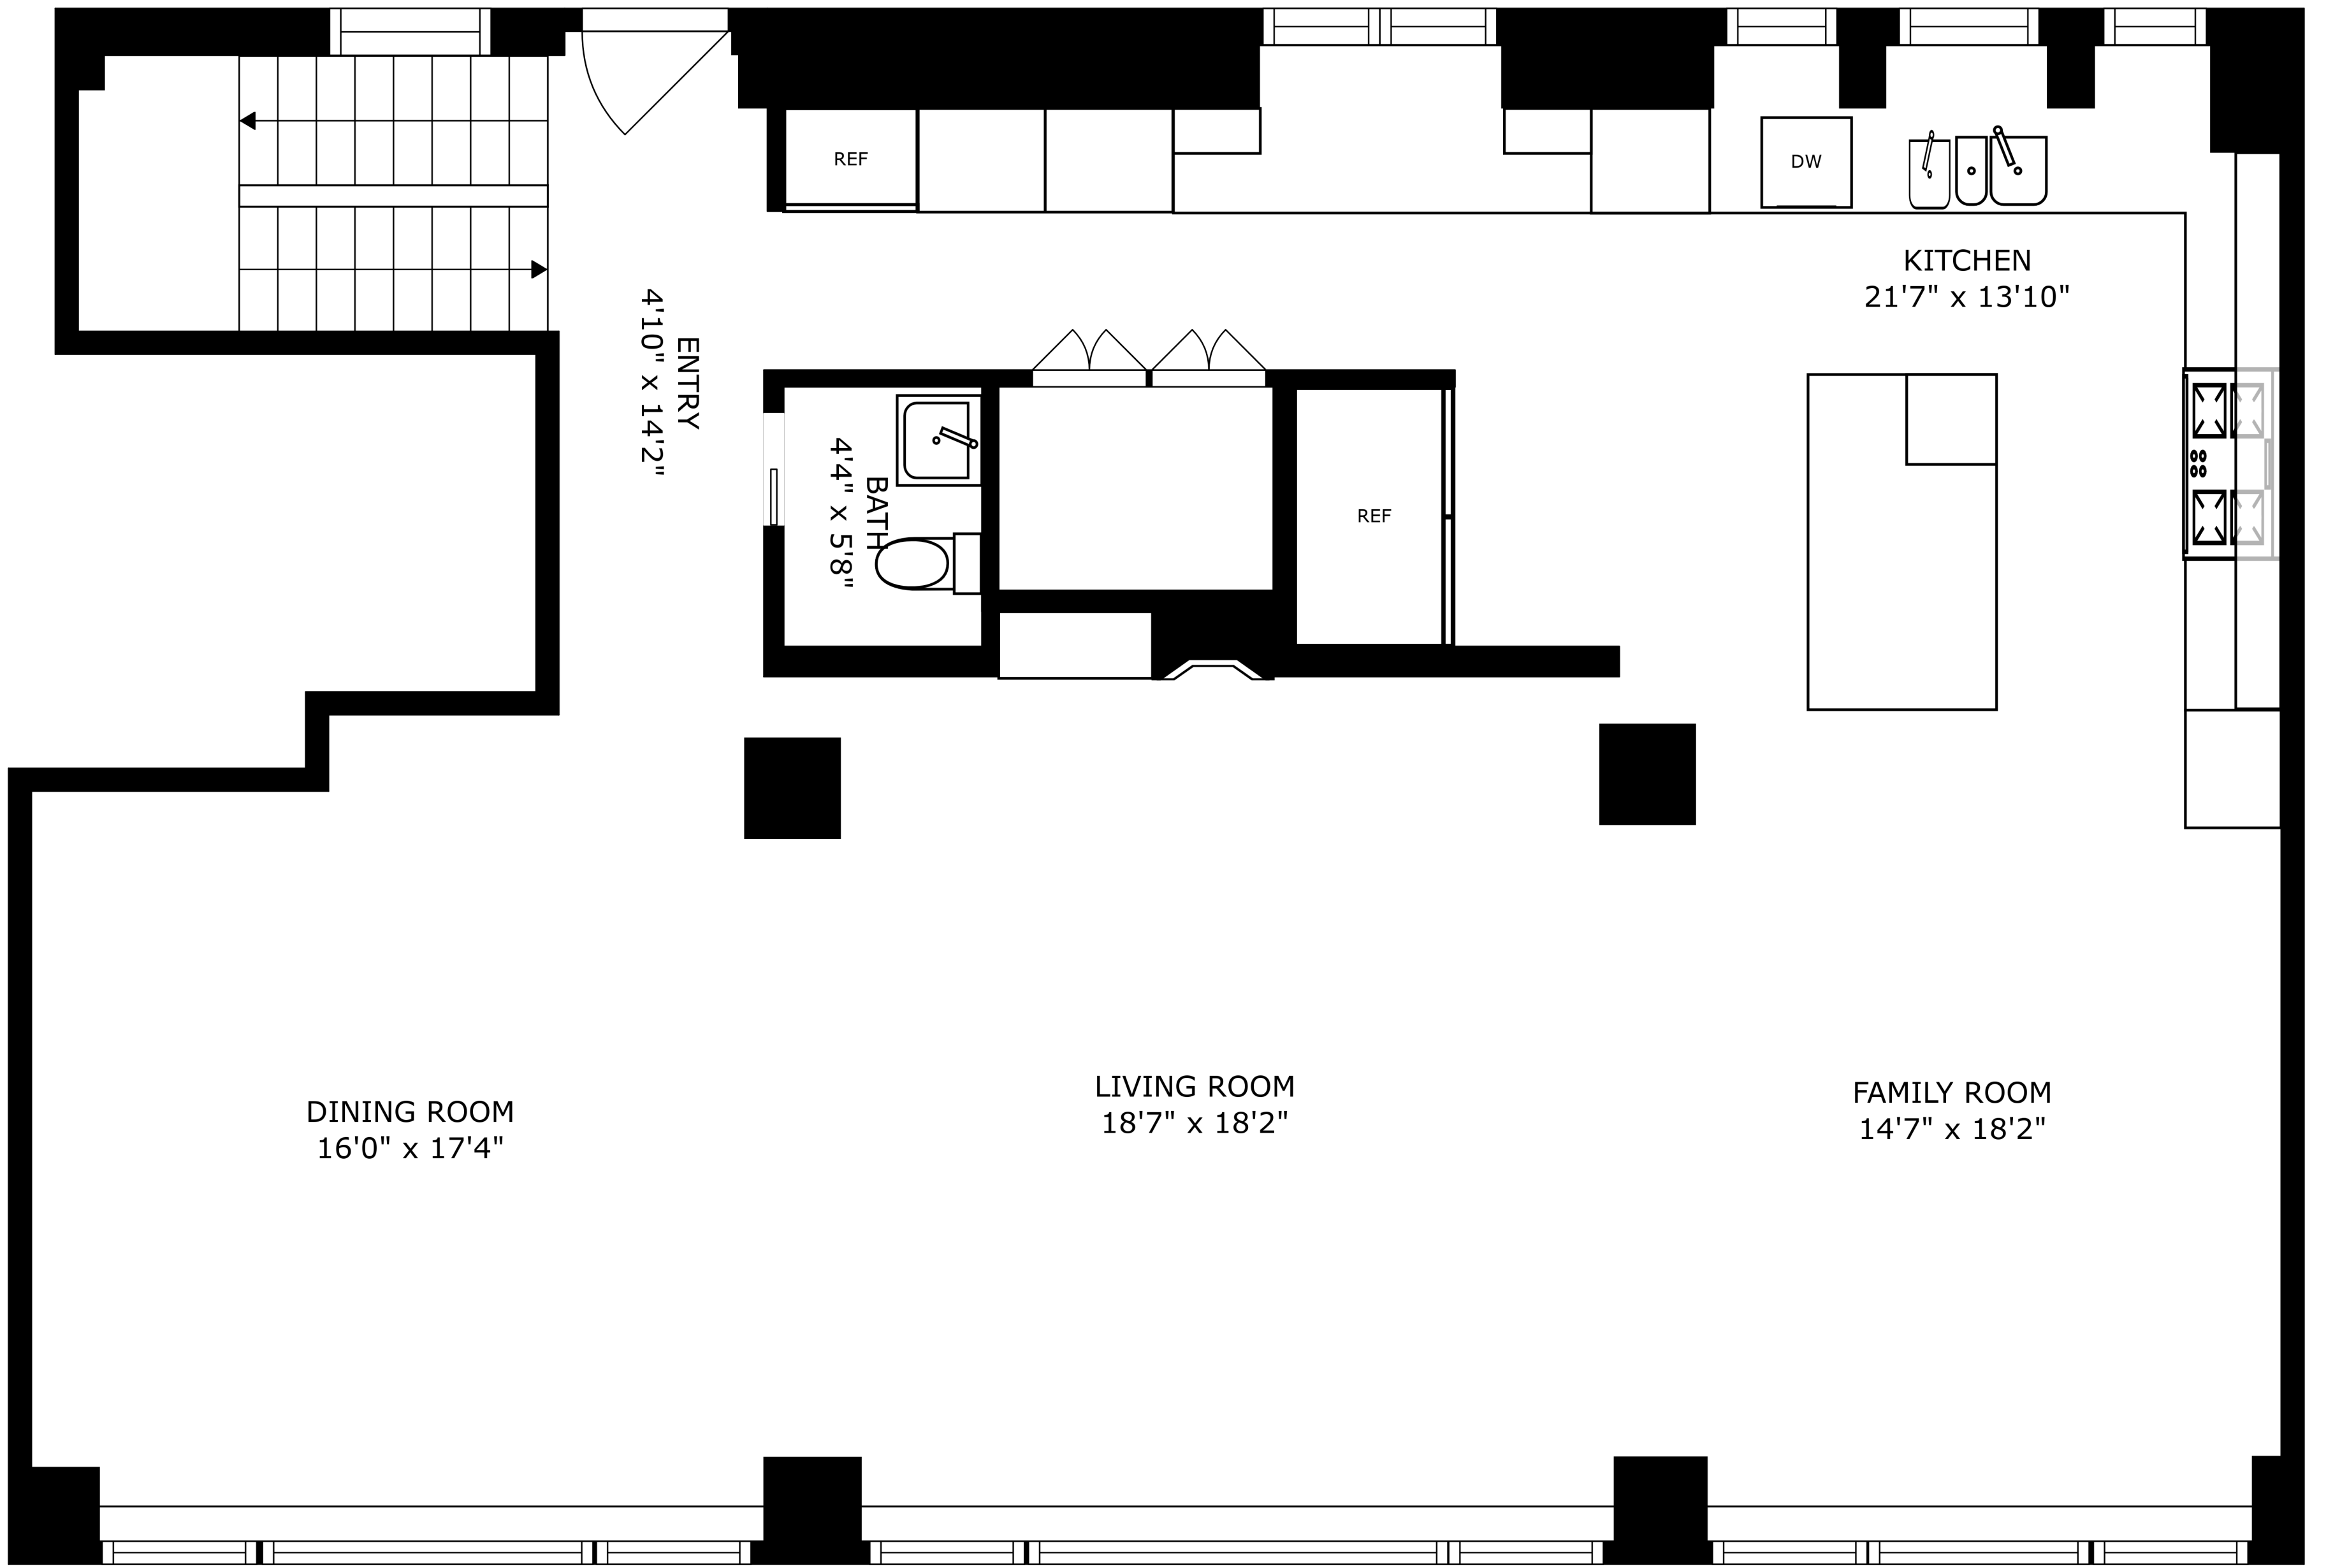 REF
DW
KITCHEN
21'7" x 13'10"
ENTRY
4'10" x 14'2"
BATH
4'4" x 5'8"
REF
DINING ROOM
16'0" x 17'4"
LIVING ROOM
18'7" x 18'2"
FAMILY ROOM
14'7" x 18'2"